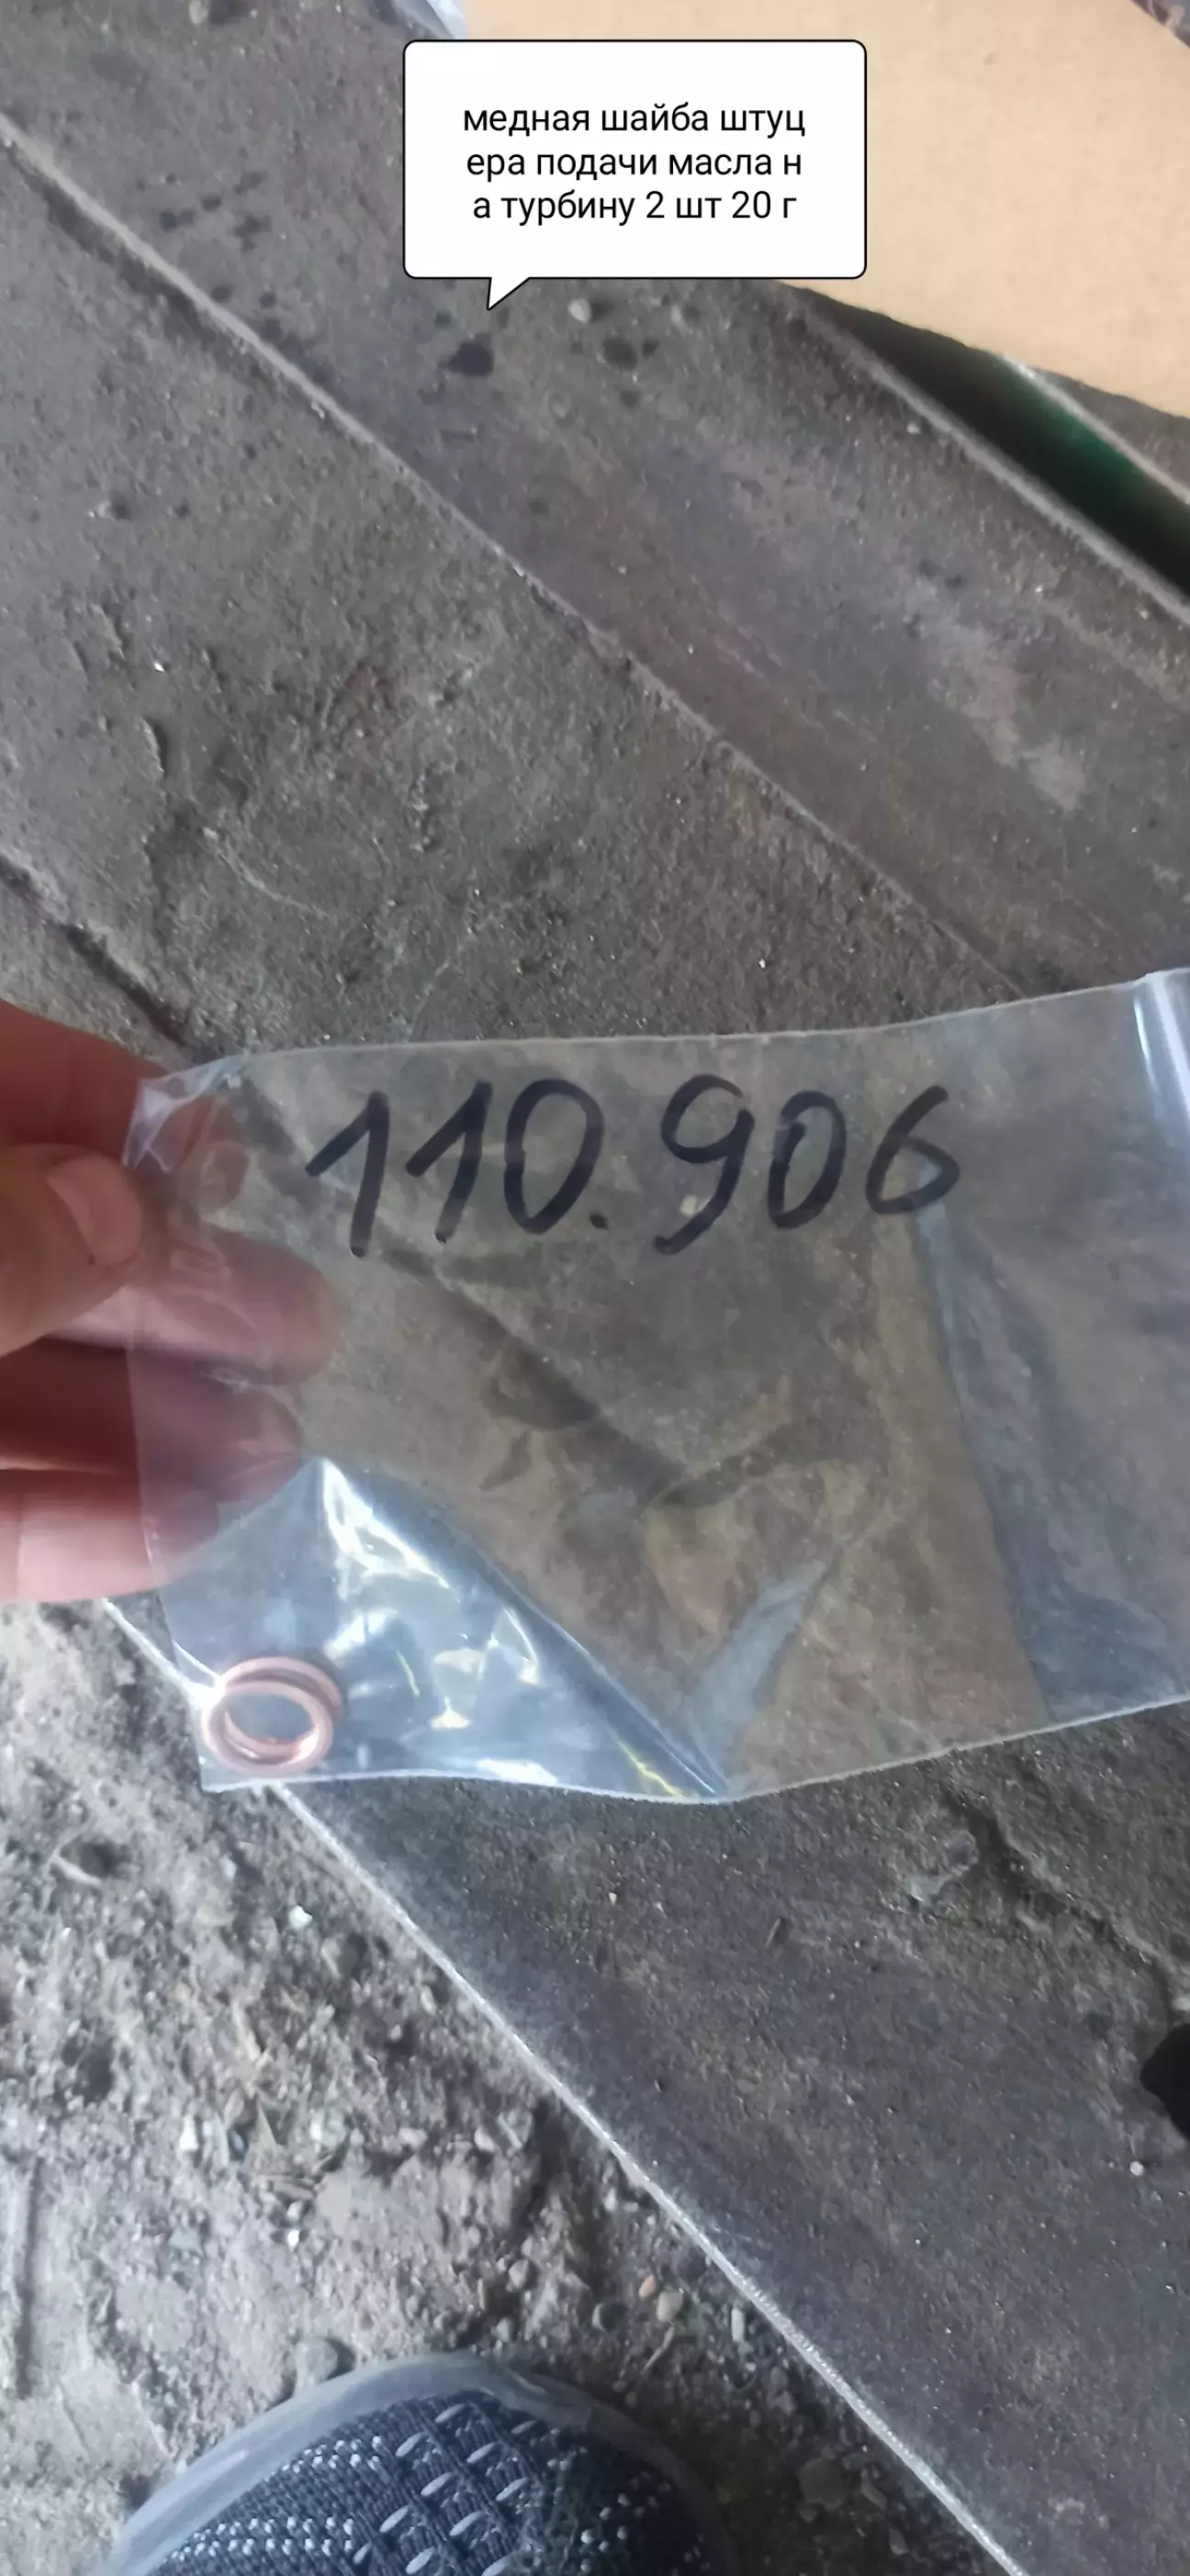 медная шайба штуц
ера подачи масла н
а турбину 2 шт 20 г
110.906